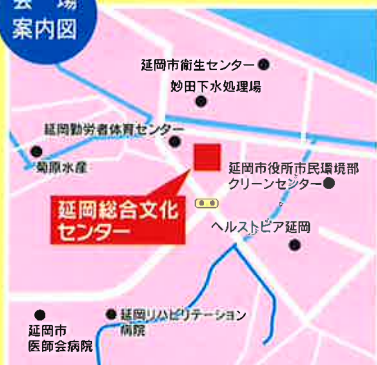 会場
案内図
延岡市衛生センター
妙田下水処理場
延岡勤労者体育センター
菊原水産
延岡市役所市民環境部
クリーンセンター
延岡総合文化
センター
ヘルストピア延岡
延岡リハビリテーション
病院
延岡市
医師会病院